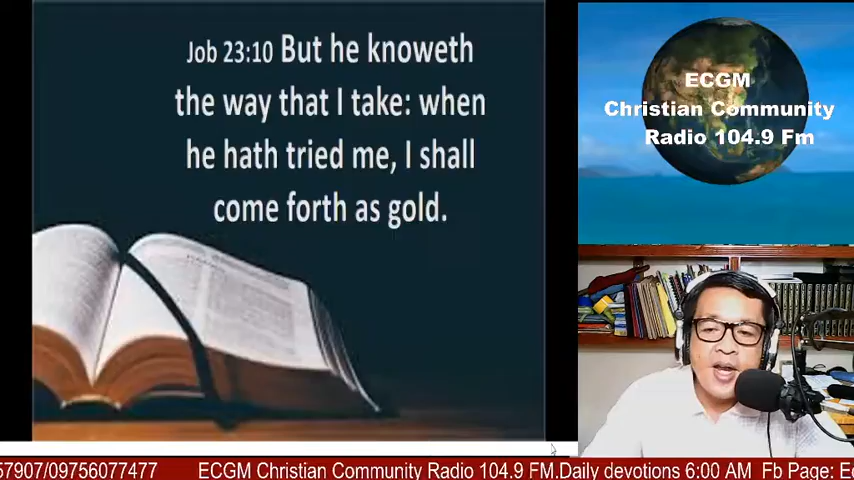 Job 23:10 But he knoweth
the way that I take: when
he hath tried me, I shall
come forth as gold.
ECGM
Christian Community
Radio 104.9 Fm
57907/09756077477 ECGM Christian Community Radio 104.9 FM.Daily devotions 6:00 AM Fb Page: